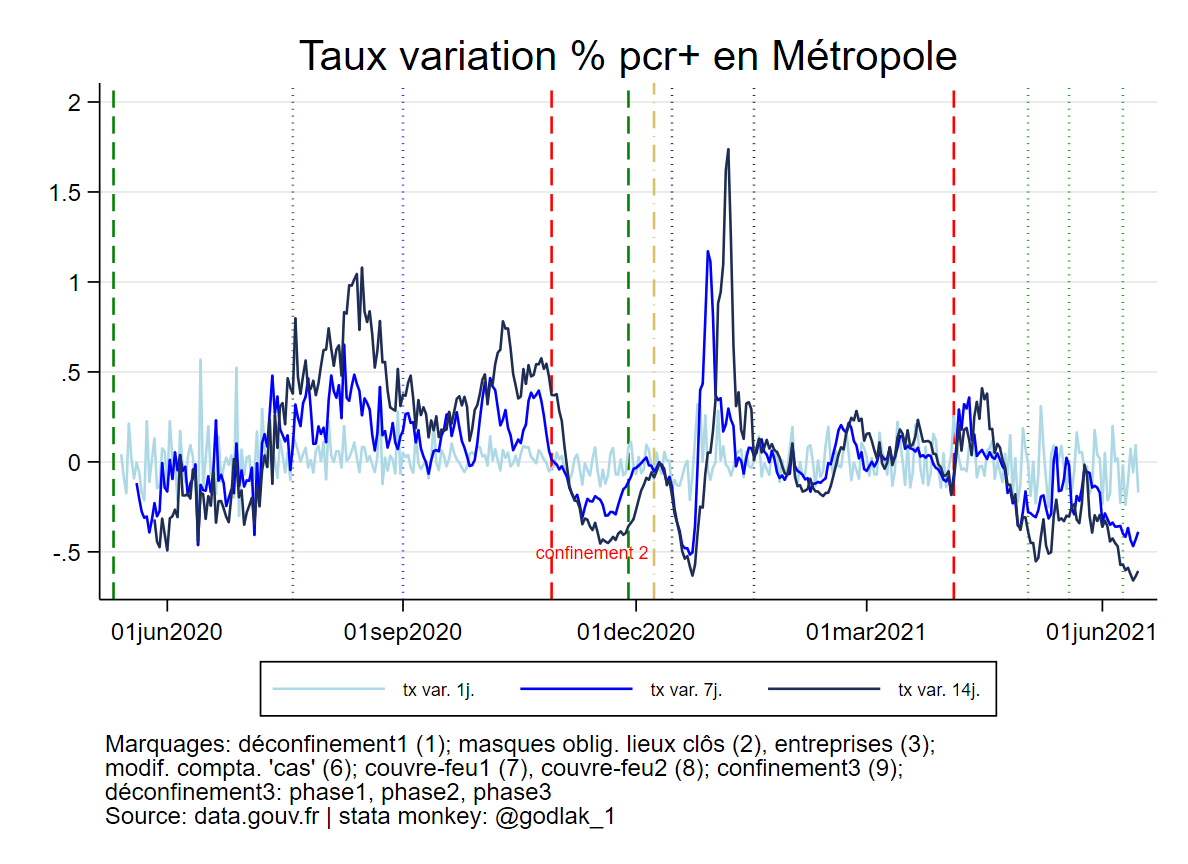 Taux variation % pcr+ en Métropole
2
1.5
1
.5
0
-.5
confinement 2
01jun2020 01sep2020 01dec2020 01mar2021 01jun2021
tx var. 1j. tx var. 7j. tx var. 14j.
Marquages: déconfinement1 (1); masques oblig. lieux clôs (2), entreprises (3);
modif. compta. 'cas' (6); couvre-feu1 (7), couvre-feu2 (8); confinement3 (9);
déconfinement3: phase1, phase2, phase3
Source: data.gouv.fr | stata monkey: @godlak_1